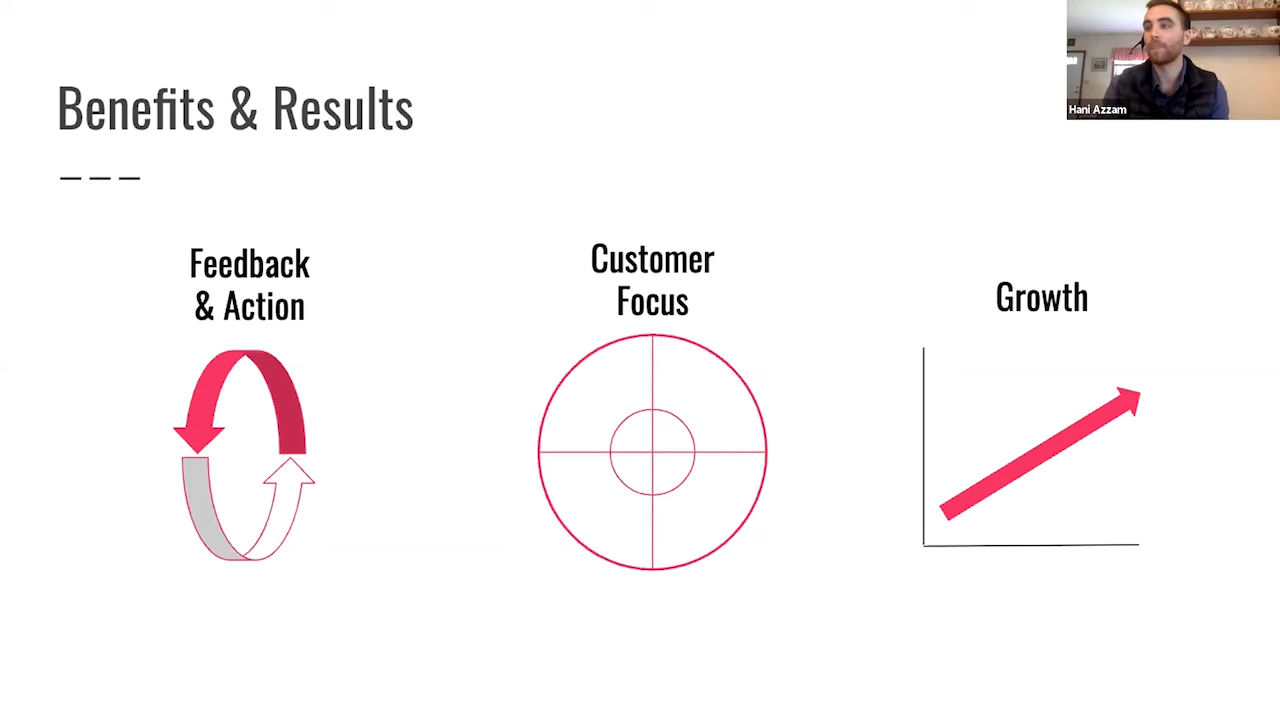 Hani Azzam
Benefits & Results
Feedback
& Action
Customer
Focus
Growth